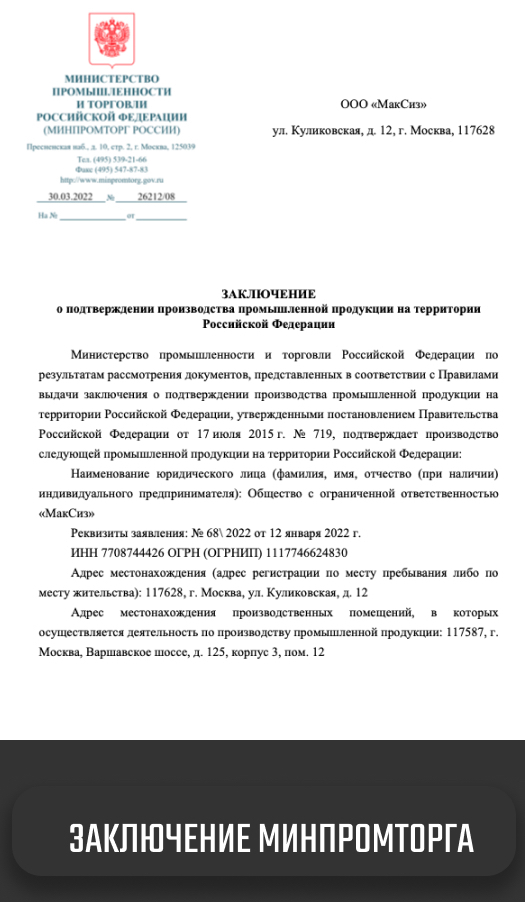 МИНИСТЕРСТВО
ПРОМЫШЛЕННОСТИ
И ТОРГОВЛИ
РОССИЙСКОЙ ФЕДЕРАЦИИ
(МИНПРОМТОРГ РОССИИ)
Пресненская наб., д. 10, стр. 2, г. Москва, 125039
Тел. (495) 539-21-66
Факс (495) 547-87-83
http://www.minpromtorg.gov.ru
30.03.2022 № 26212/08
На № от
ООО «МакСиз»
ул. Куликовская, д. 12, г. Москва, 117628
ЗАКЛЮЧЕНИЕ
о подтверждении производства промышленной продукции на территории
Российской Федерации
Министерство промышленности и торговли Российской Федерации по
результатам рассмотрения документов, представленных в соответствии с Правилами
выдачи заключения о подтверждении производства промышленной продукции на
территории Российской Федерации, утвержденными постановлением Правительства
Российской Федерации от 17 июля 2015 г. № 719, подтверждает производство
следующей промышленной продукции на территории Российской Федерации:
Наименование юридического лица (фамилия, имя, отчество (при наличии)
индивидуального предпринимателя): Общество с ограниченной ответственностью
«МакСиз»
Реквизиты заявления: № 68\ 2022 от 12 января 2022 г.
ИНН 7708744426 ОГРН (ОГРНИП) 1117746624830
Адрес местонахождения (адрес регистрации по месту пребывания либо по
месту жительства): 117628, г. Москва, ул. Куликовская, д. 12
Адрес местонахождения производственных помещений, в которых
осуществляется деятельность по производству промышленной продукции: 117587, г.
Москва, Варшавское шоссе, д. 125, корпус 3, пом. 12
ЗАКЛЮЧЕНИЕ МИНПРОМТОРГА